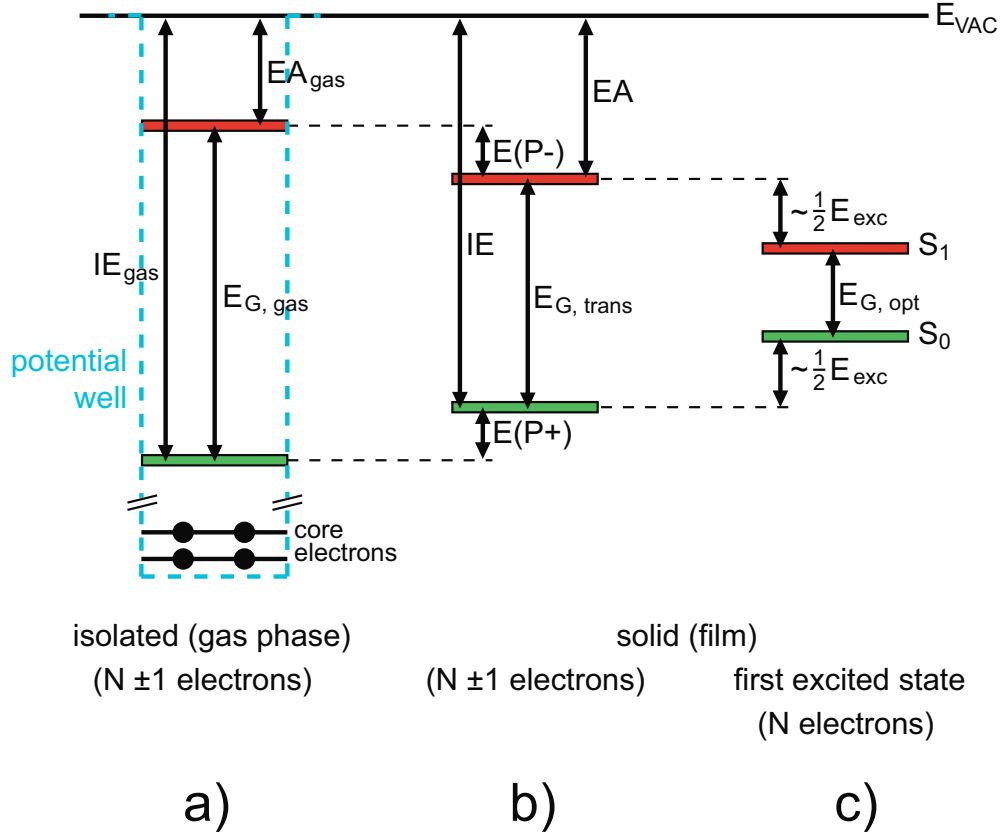 E_VAC
EA_gas
EA
E(P-)
~½E_exc
IE_gas
IE
S_1
E_G, gas
E_G, trans
E_G, opt
S_0
potential
well
~½E_exc
E(P+)
core
electrons
isolated (gas phase)
solid (film)
(N ±1 electrons)
(N ±1 electrons)
first excited state
(N electrons)
a)
b)
c)